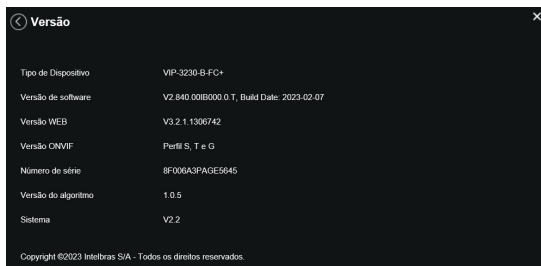 Versão
Tipo de Dispositivo VIP-3230-B-FC+
Versão de software V2.840.00IB000.0.T, Build Date: 2023-02-07
Versão WEB V3.2.1.1306742
Versão ONVIF Perfil S, T e G
Número de série 8F006A3PAGE5645
Versão do algoritmo 1.0.5
Sistema V2.2
Copyright ©2023 Intelbras S/A - Todos os direitos reservados.